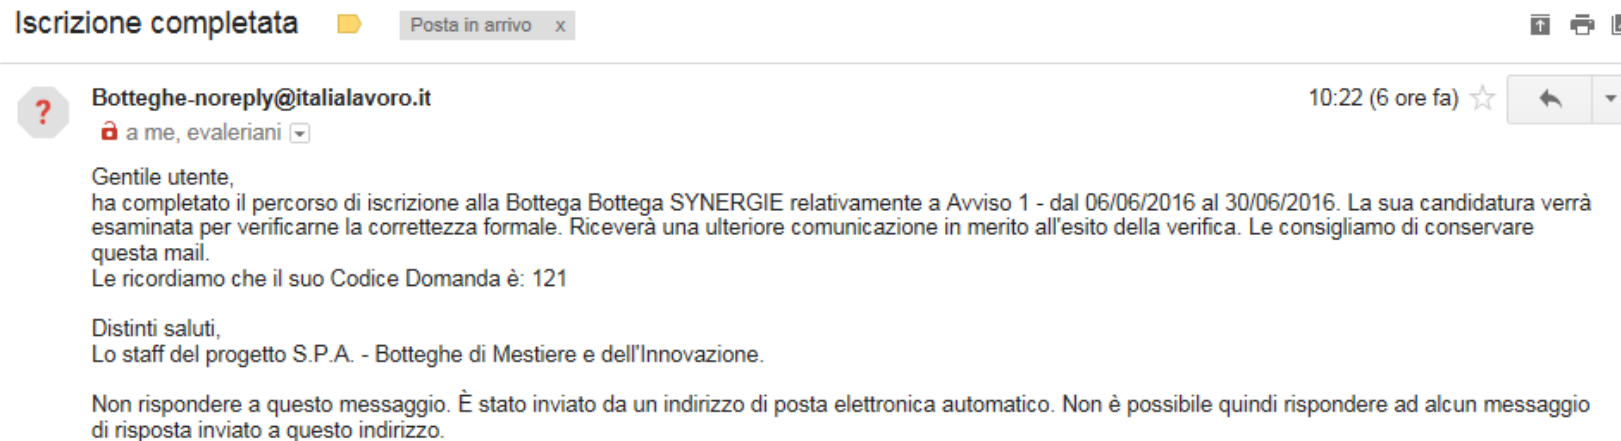 Iscrizione completata
Posta in arrivo x
?
Botteghe-noreply@italialavoro.it
10:22 (6 ore fa)
a me, evaleriani
Gentile utente,
ha completato il percorso di iscrizione alla Bottega Bottega SYNERGIE relativamente a Avviso 1 - dal 06/06/2016 al 30/06/2016. La sua candidatura verrà
esaminata per verificarne la correttezza formale. Riceverà una ulteriore comunicazione in merito all'esito della verifica. Le consigliamo di conservare
questa mail.
Le ricordiamo che il suo Codice Domanda è: 121
Distinti saluti,
Lo staff del progetto S.P.A. - Botteghe di Mestiere e dell'Innovazione.
Non rispondere a questo messaggio. È stato inviato da un indirizzo di posta elettronica automatico. Non è possibile quindi rispondere ad alcun messaggio
di risposta inviato a questo indirizzo.